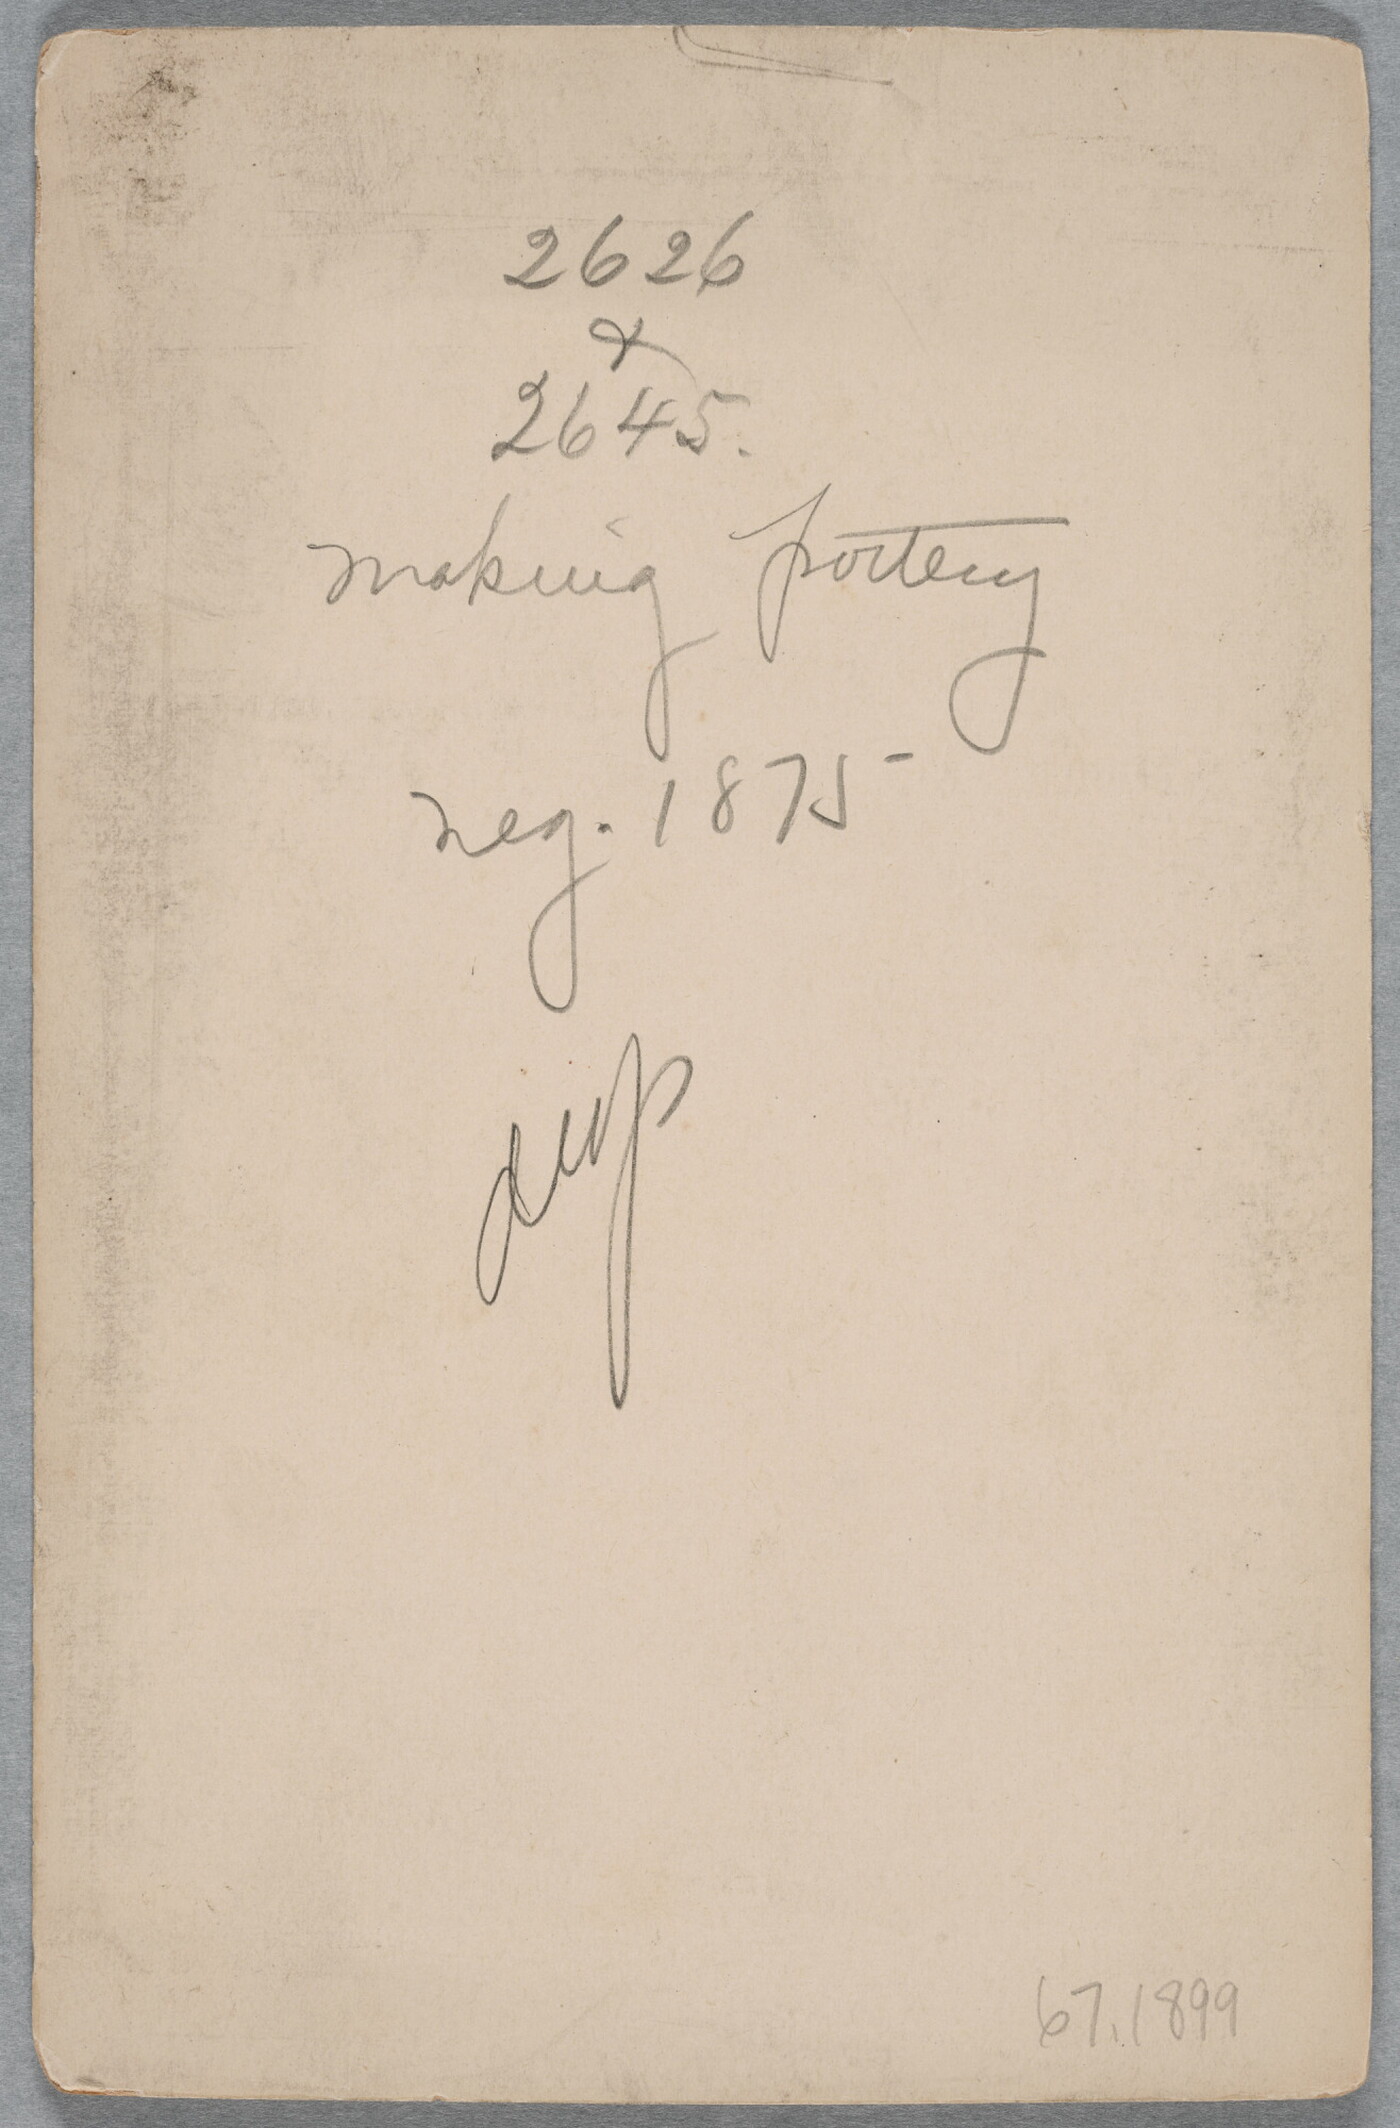 2626
&
2645.
making pottery
neg. 1875
dup
67.1899